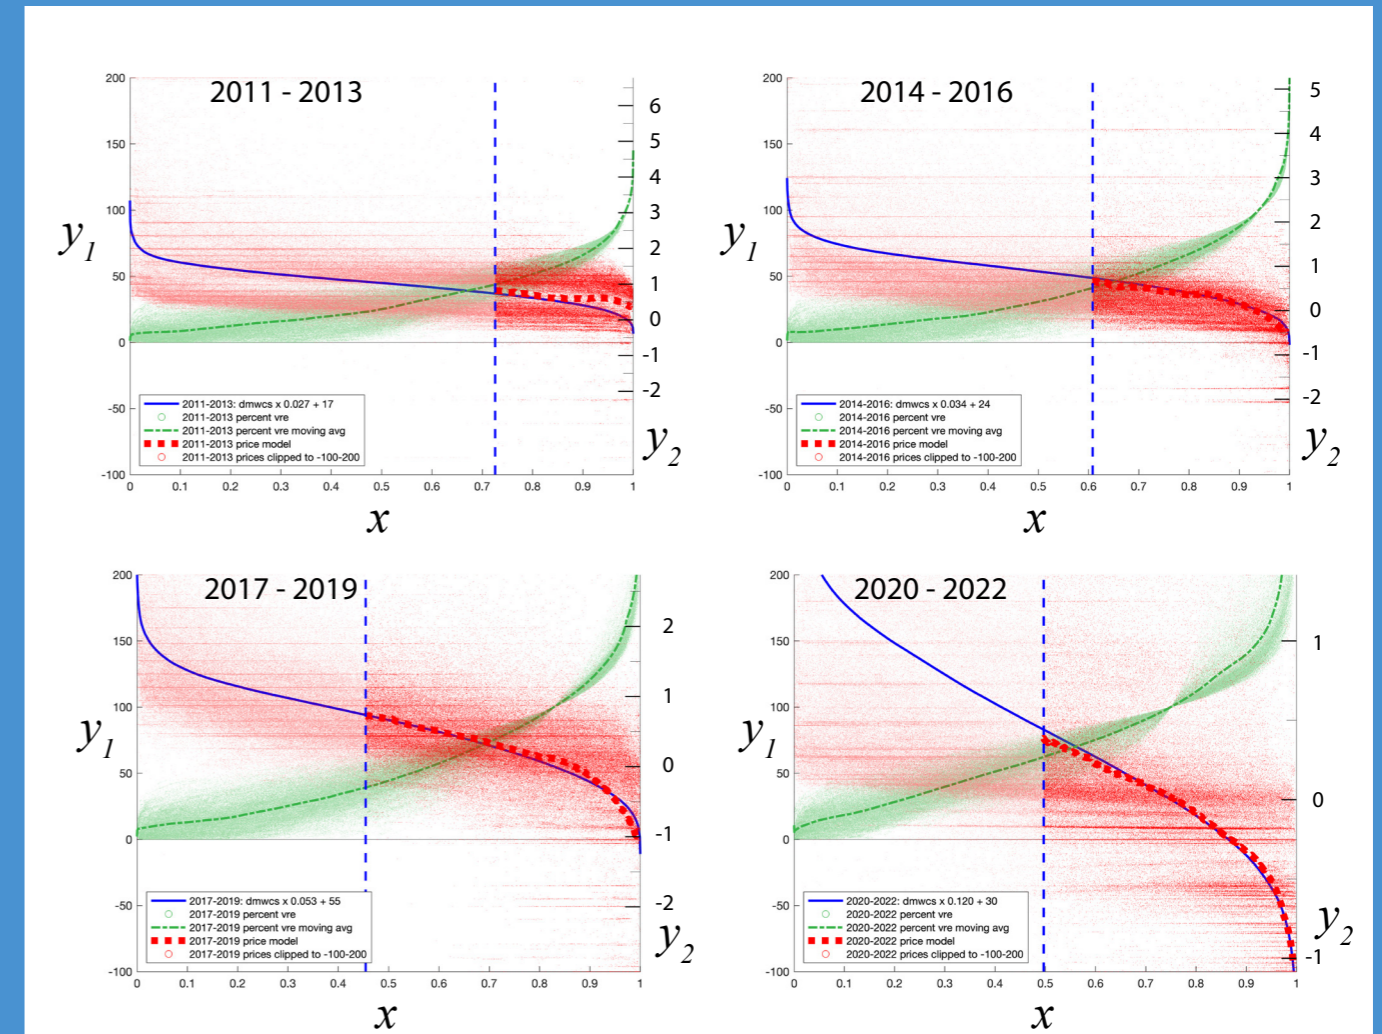 2011 - 2013
200
150
100
50
0
-50
-100
y1
6
5
4
3
2
1
0
-1
-2
y2
2011-2013: dmwcs x 0.027 + 17
2011-2013 percent vre
2011-2013 percent vre moving avg
2011-2013 price model
2011-2013 prices clipped to -100-200
0 0.1 0.2 0.3 0.4 0.5 0.6 0.7 0.8 0.9 1
x
2014 - 2016
200
150
100
50
0
-50
-100
y1
5
4
3
2
1
0
-1
-2
y2
2014-2016: dmwcs x 0.034 + 24
2014-2016 percent vre
2014-2016 percent vre moving avg
2014-2016 price model
2014-2016 prices clipped to -100-200
0 0.1 0.2 0.3 0.4 0.5 0.6 0.7 0.8 0.9 1
x
2017 - 2019
200
150
100
50
0
-50
-100
y1
2
1
0
-1
-2
y2
2017-2019: dmwcs x 0.053 + 55
2017-2019 percent vre
2017-2019 percent vre moving avg
2017-2019 price model
2017-2019 prices clipped to -100-200
0 0.1 0.2 0.3 0.4 0.5 0.6 0.7 0.8 0.9 1
x
2020 - 2022
200
150
100
50
0
-50
-100
y1
1
0
-1
y2
2020-2022: dmwcs x 0.120 + 30
2020-2022 percent vre
2020-2022 percent vre moving avg
2020-2022 price model
2020-2022 prices clipped to -100-200
0 0.1 0.2 0.3 0.4 0.5 0.6 0.7 0.8 0.9 1
x